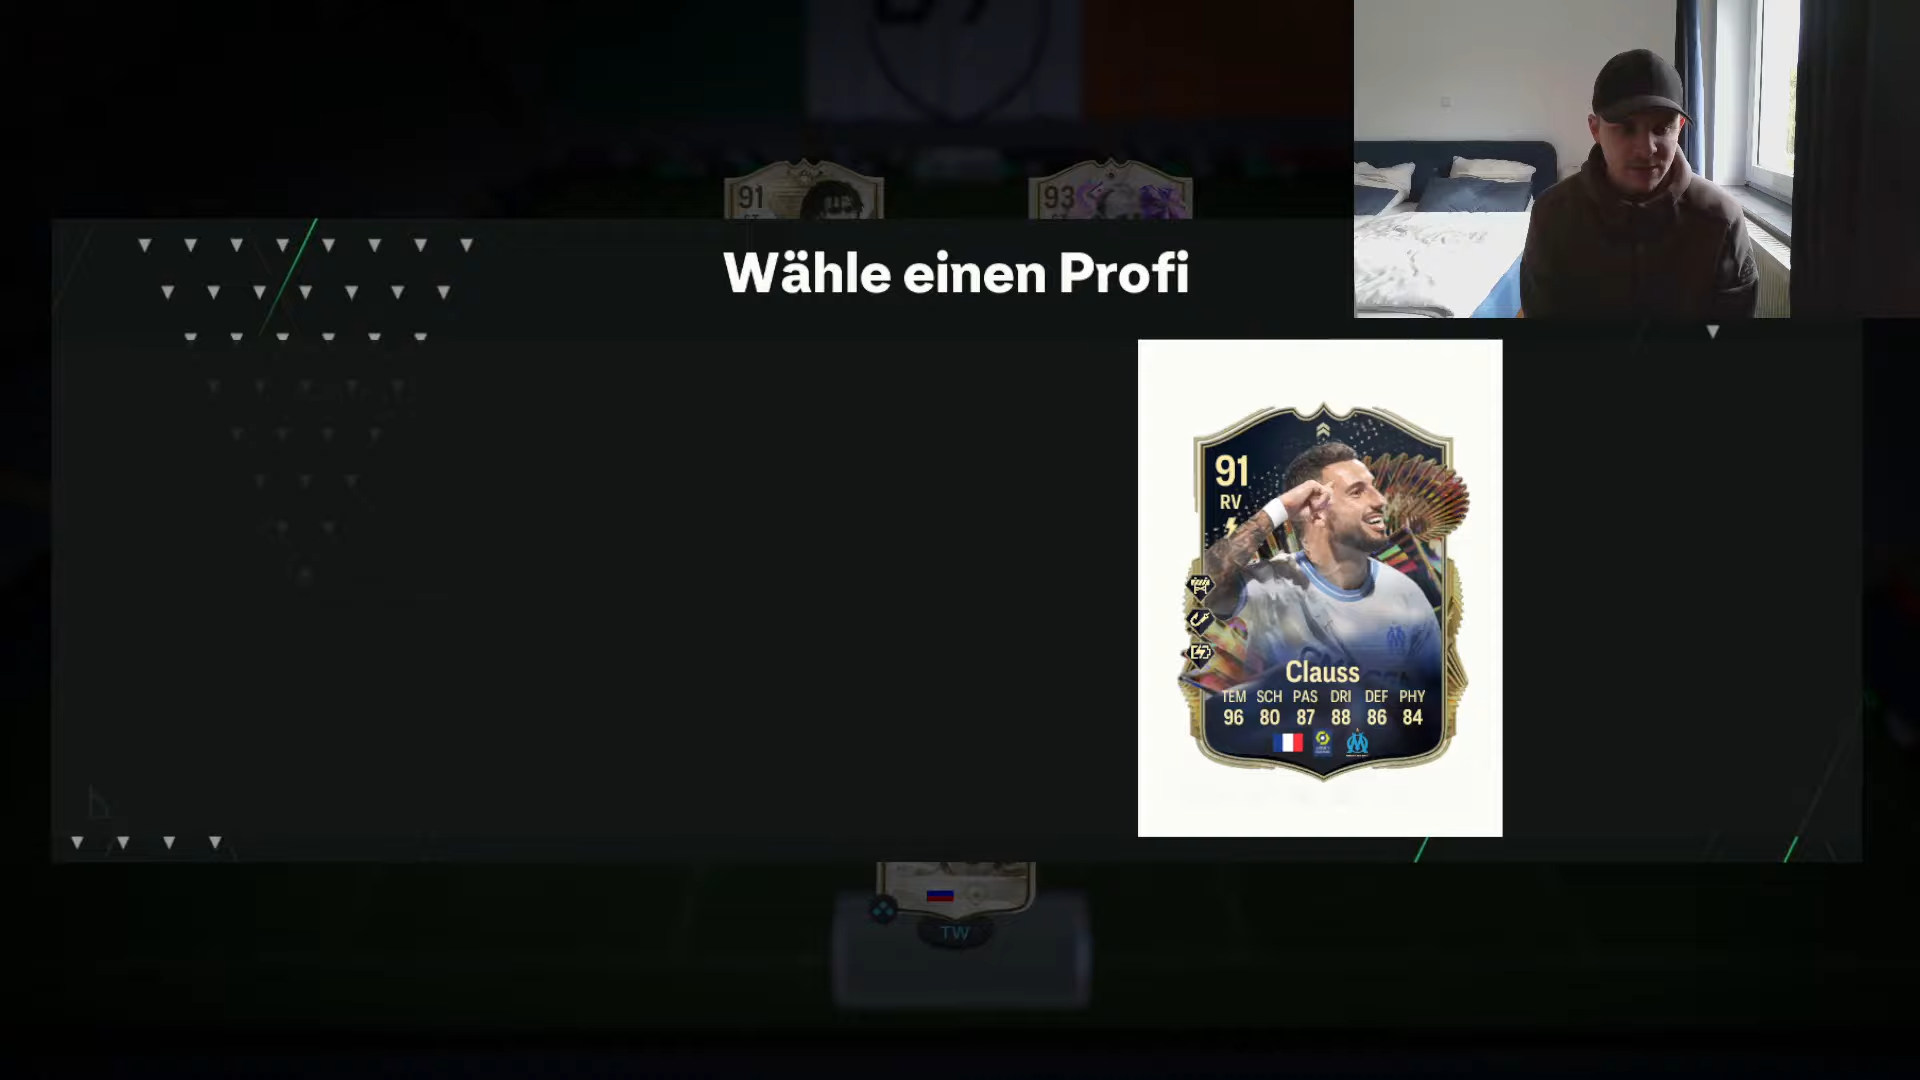 91
93
Wähle einen Profi
91
RV
Clauss
TEM SCH PAS DRI DEF PHY
96 80 87 88 86 84
TW